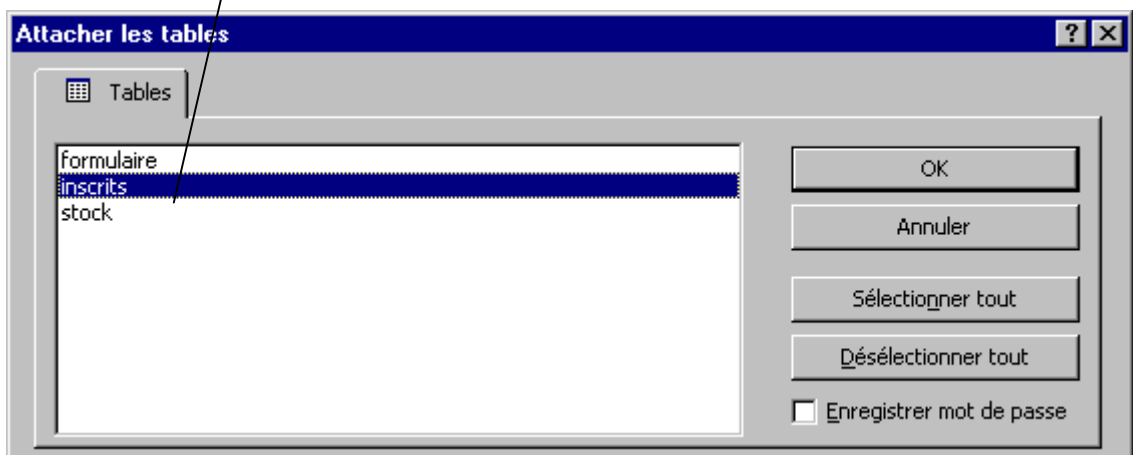 Attacher les tables
Tables
formulaire
inscrits
stock
OK
Annuler
Sélectionner tout
Désélectionner tout
Enregistrer mot de passe